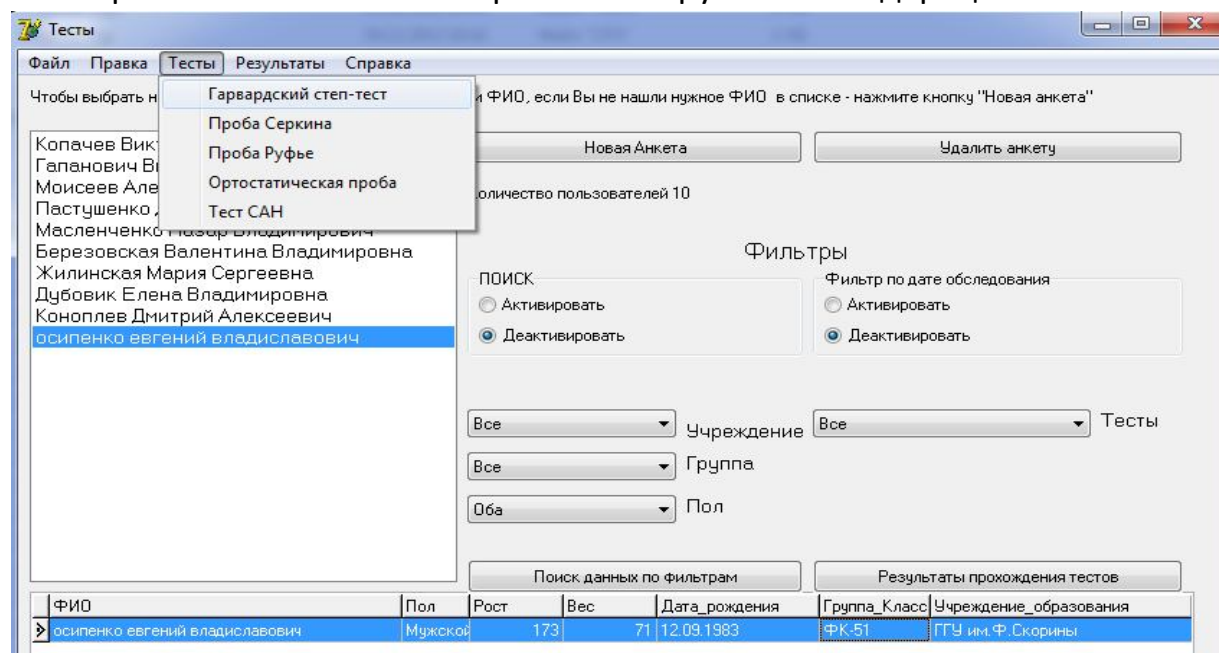 Тесты
Файл Правка Тесты Результаты Справка
Чтобы выбрать н
и ФИО, если Вы не нашли нужное ФИО в списке - нажмите кнопку "Новая анкета"
Гарвардский степ-тест
Проба Серкина
Проба Руфье
Ортостатическая проба
Тест САН
Копачев Вик
Гапанович В
Моисеев Але
Пастушенко
Масленченко Назар Владимирович
Березовская Валентина Владимировна
Жилинская Мария Сергеевна
Дубовик Елена Владимировна
Коноплев Дмитрий Алексеевич
осипенко евгений владиславович
Новая Анкета
Удалить анкету
оличество пользователей 10
Фильтры
ПОИСК
Активировать
Деактивировать
Фильтр по дате обследования
Активировать
Деактивировать
Все Учреждение Все Тесты
Все Группа
Оба Пол
Поиск данных по фильтрам
Результаты прохождения тестов
ФИО Пол Рост Вес Дата_рождения Группа_Класс Учреждение_образования
осипенко евгений владиславович Мужской 173 71 12.09.1983 ФК-51 ГГУ им.Ф.Скорины